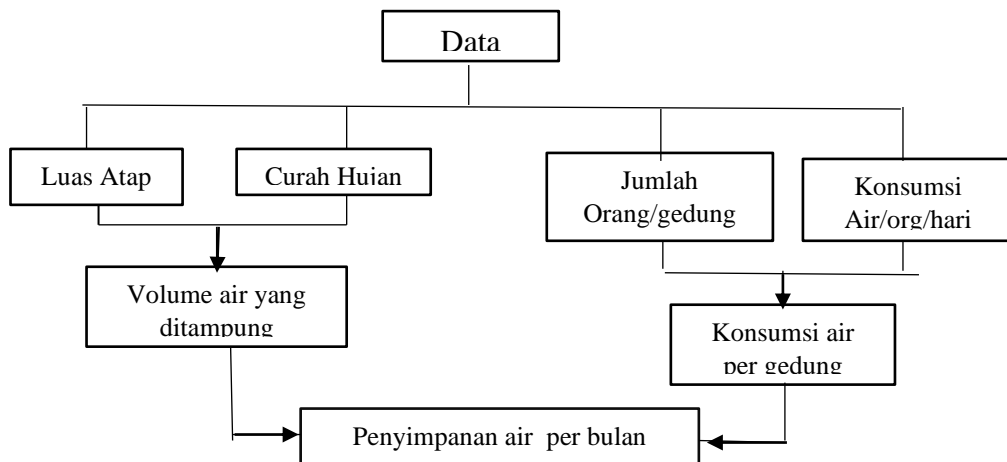 Data
Luas Atap
Curah Hujan
Jumlah
Orang/gedung
Konsumsi
Air/org/hari
Volume air yang
ditampung
Konsumsi air
per gedung
Penyimpanan air per bulan